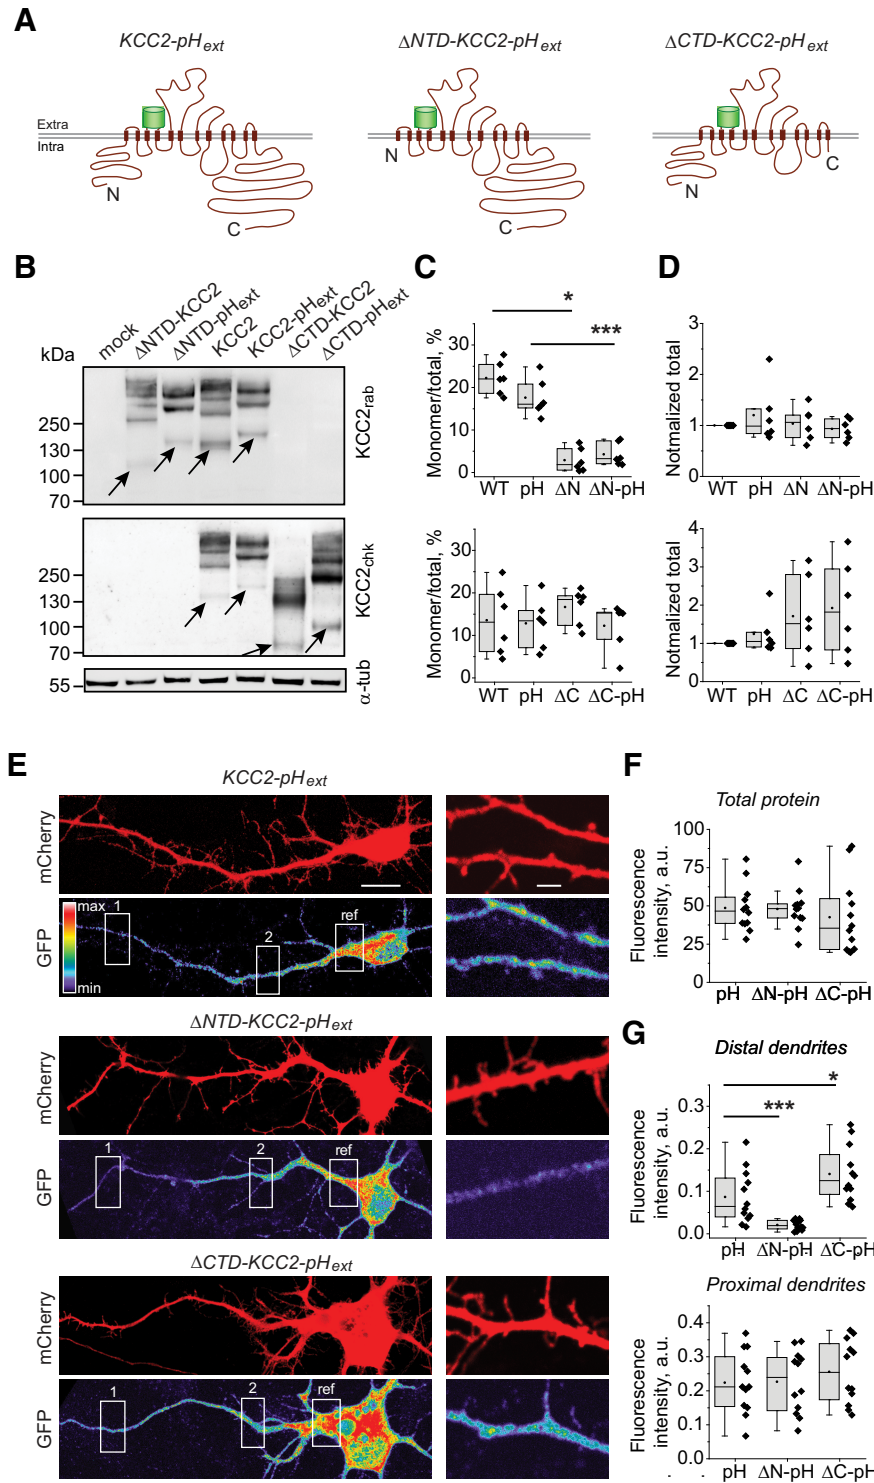 A
KCC2-pHext
ΔNTD-KCC2-pHext
ΔCTD-KCC2-pHext
Extra
Intra
N
C
N
C
N
C
B
mock
ΔNTD-KCC2
ΔNTD-pHext
KCC2
KCC2-pHext
ΔCTD-KCC2
ΔCTD-pHext
kDa
250
130
100
70
KCC2rab
250
130
100
70
KCC2chk
55
α-tub
C
Monomer/total, %
30
20
10
0
* 
***
WT pH ΔN ΔN-pH
Monomer/total, %
30
20
10
0
WT pH ΔC ΔC-pH
D
Notmalized total
3
2
1
0
WT pH ΔN ΔN-pH
Notmalized total
4
3
2
1
0
WT pH ΔC ΔC-pH
E
KCC2-pHext
mCherry
GFP
max
min
1
2
ref
ΔNTD-KCC2-pHext
mCherry
GFP
1
2
ref
ΔCTD-KCC2-pHext
mCherry
GFP
1
2
ref
F
Total protein
Fluorescence
intensity, a.u.
100
75
50
25
0
pH ΔN-pH ΔC-pH
G
Distal dendrites
Fluorescence
intensity, a.u.
0.3
0.2
0.1
0.0
*
***
pH ΔN-pH ΔC-pH
Proximal dendrites
Fluorescence
intensity, a.u.
0.4
0.3
0.2
0.1
0.0
pH ΔN-pH ΔC-pH